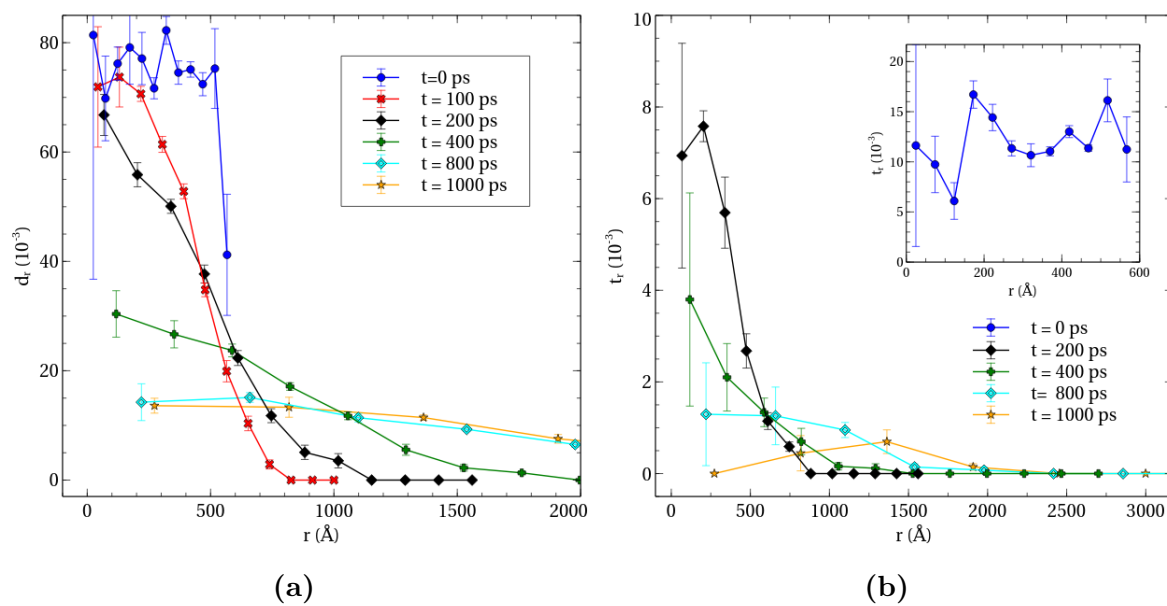 80
60
40
20
0
d_r (10^-3)
0 500 1000 1500 2000
r (Å)
t=0 ps
t = 100 ps
t = 200 ps
t = 400 ps
t = 800 ps
t = 1000 ps
(a)
10
8
6
4
2
0
t_r (10^-3)
0 500 1000 1500 2000 2500 3000
r (Å)
20
15
10
5
0
t_r (10^-3)
0 200 400 600
r (Å)
t = 0 ps
t = 200 ps
t = 400 ps
t= 800 ps
t = 1000 ps
(b)